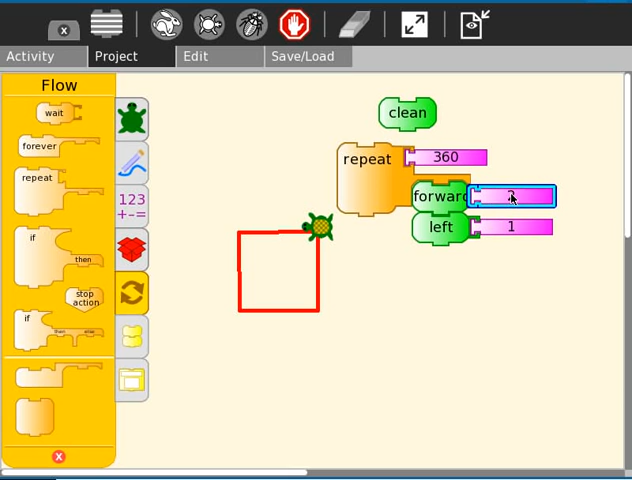 Activity
Project
Edit
Save/Load
Flow
wait
forever
repeat
if
then
stop
action
if
then else
123
+-=
clean
repeat 360
forward
left 1